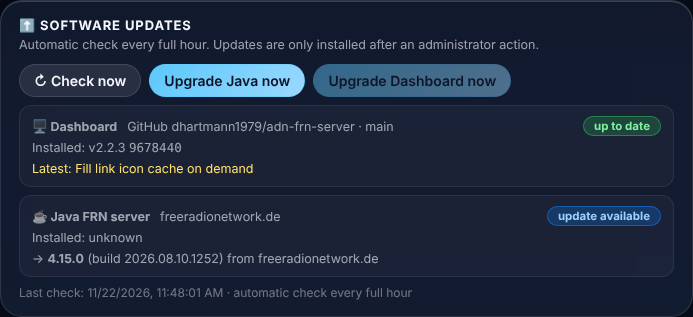 SOFTWARE UPDATES
Automatic check every full hour. Updates are only installed after an administrator action.
↻ Check now Upgrade Java now Upgrade Dashboard now
Dashboard GitHub dhartmann1979/adn-frn-server · main up to date
Installed: v2.2.3 9678440
Latest: Fill link icon cache on demand
Java FRN server freeradionetwork.de update available
Installed: unknown
→ 4.15.0 (build 2026.08.10.1252) from freeradionetwork.de
Last check: 11/22/2026, 11:48:01 AM · automatic check every full hour